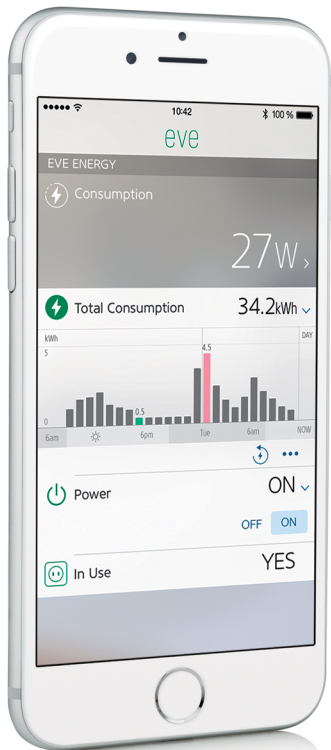 10:42
100 %
eve
EVE ENERGY
Consumption
27W >
Total Consumption 34.2kWh
kWh DAY
5
4.5
0.5
0
6am 6pm Tue 6am NOW
•••
Power ON
OFF ON
In Use YES